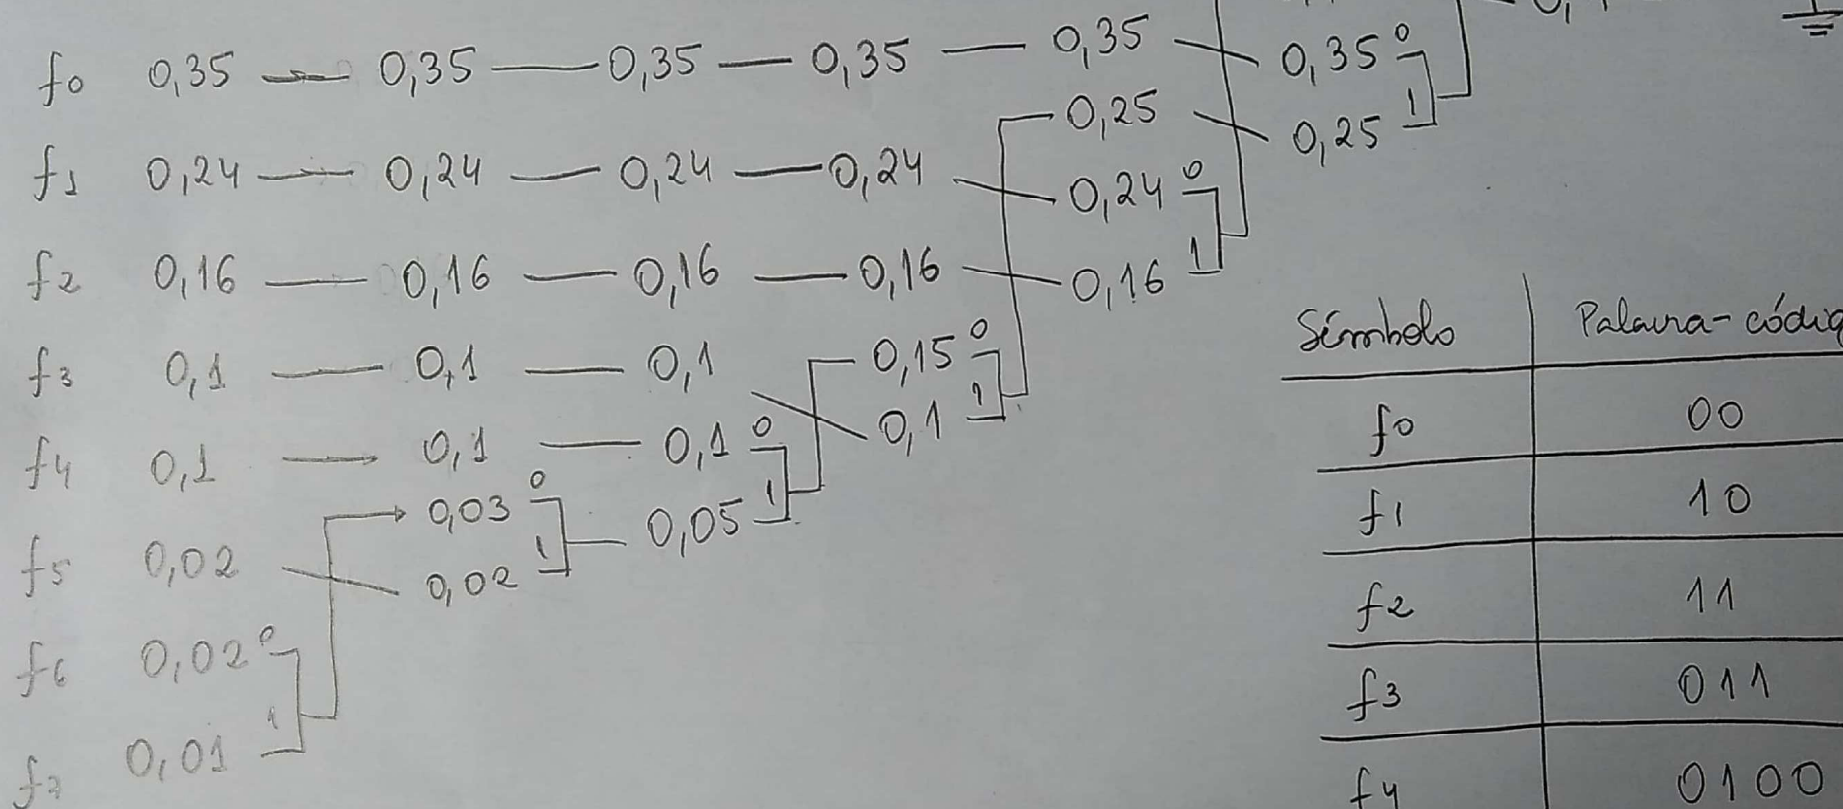 f0 0,35 — 0,35 — 0,35 — 0,35 — 0,35 0,35 0
0,25 0,25 1
f1 0,24 — 0,24 — 0,24 — 0,24 0,24 0
f2 0,16 — 0,16 — 0,16 — 0,16 0,16 1
f3 0,1 — 0,1 — 0,1 0,15 0
f4 0,1 — 0,1 — 0,1 0 0,1 1
0,03 0 0,05 1
f5 0,02 0,02 1
f6 0,02 0
f7 0,01 1
Símbolo Palavra-códig
f0 00
f1 10
f2 11
f3 011
f4 0100